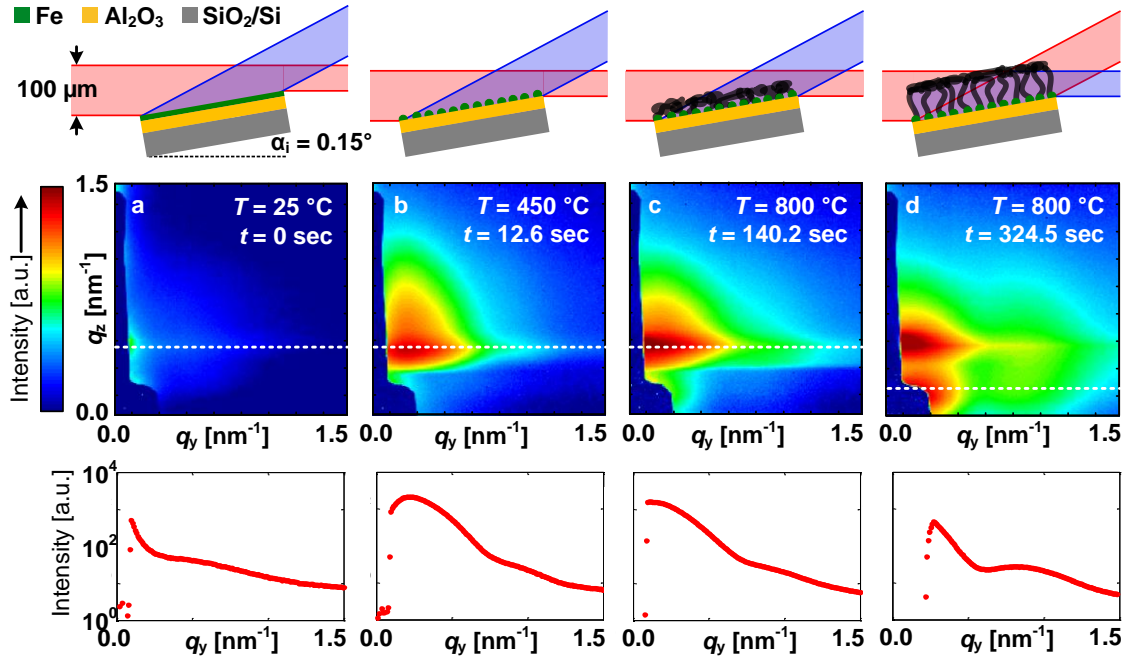 Fe Al₂O₃ SiO₂/Si
100 µm
αᵢ = 0.15°
Intensity [a.u.]
1.5
qz [nm⁻¹]
0.0
a
T = 25 °C
t = 0 sec
b
T = 450 °C
t = 12.6 sec
c
T = 800 °C
t = 140.2 sec
d
T = 800 °C
t = 324.5 sec
0.0 qy [nm⁻¹] 1.5
0.0 qy [nm⁻¹] 1.5
0.0 qy [nm⁻¹] 1.5
0.0 qy [nm⁻¹] 1.5
Intensity [a.u.]
10⁴
10²
10⁰
0.0 qy [nm⁻¹] 1.5
0.0 qy [nm⁻¹] 1.5
0.0 qy [nm⁻¹] 1.5
0.0 qy [nm⁻¹] 1.5